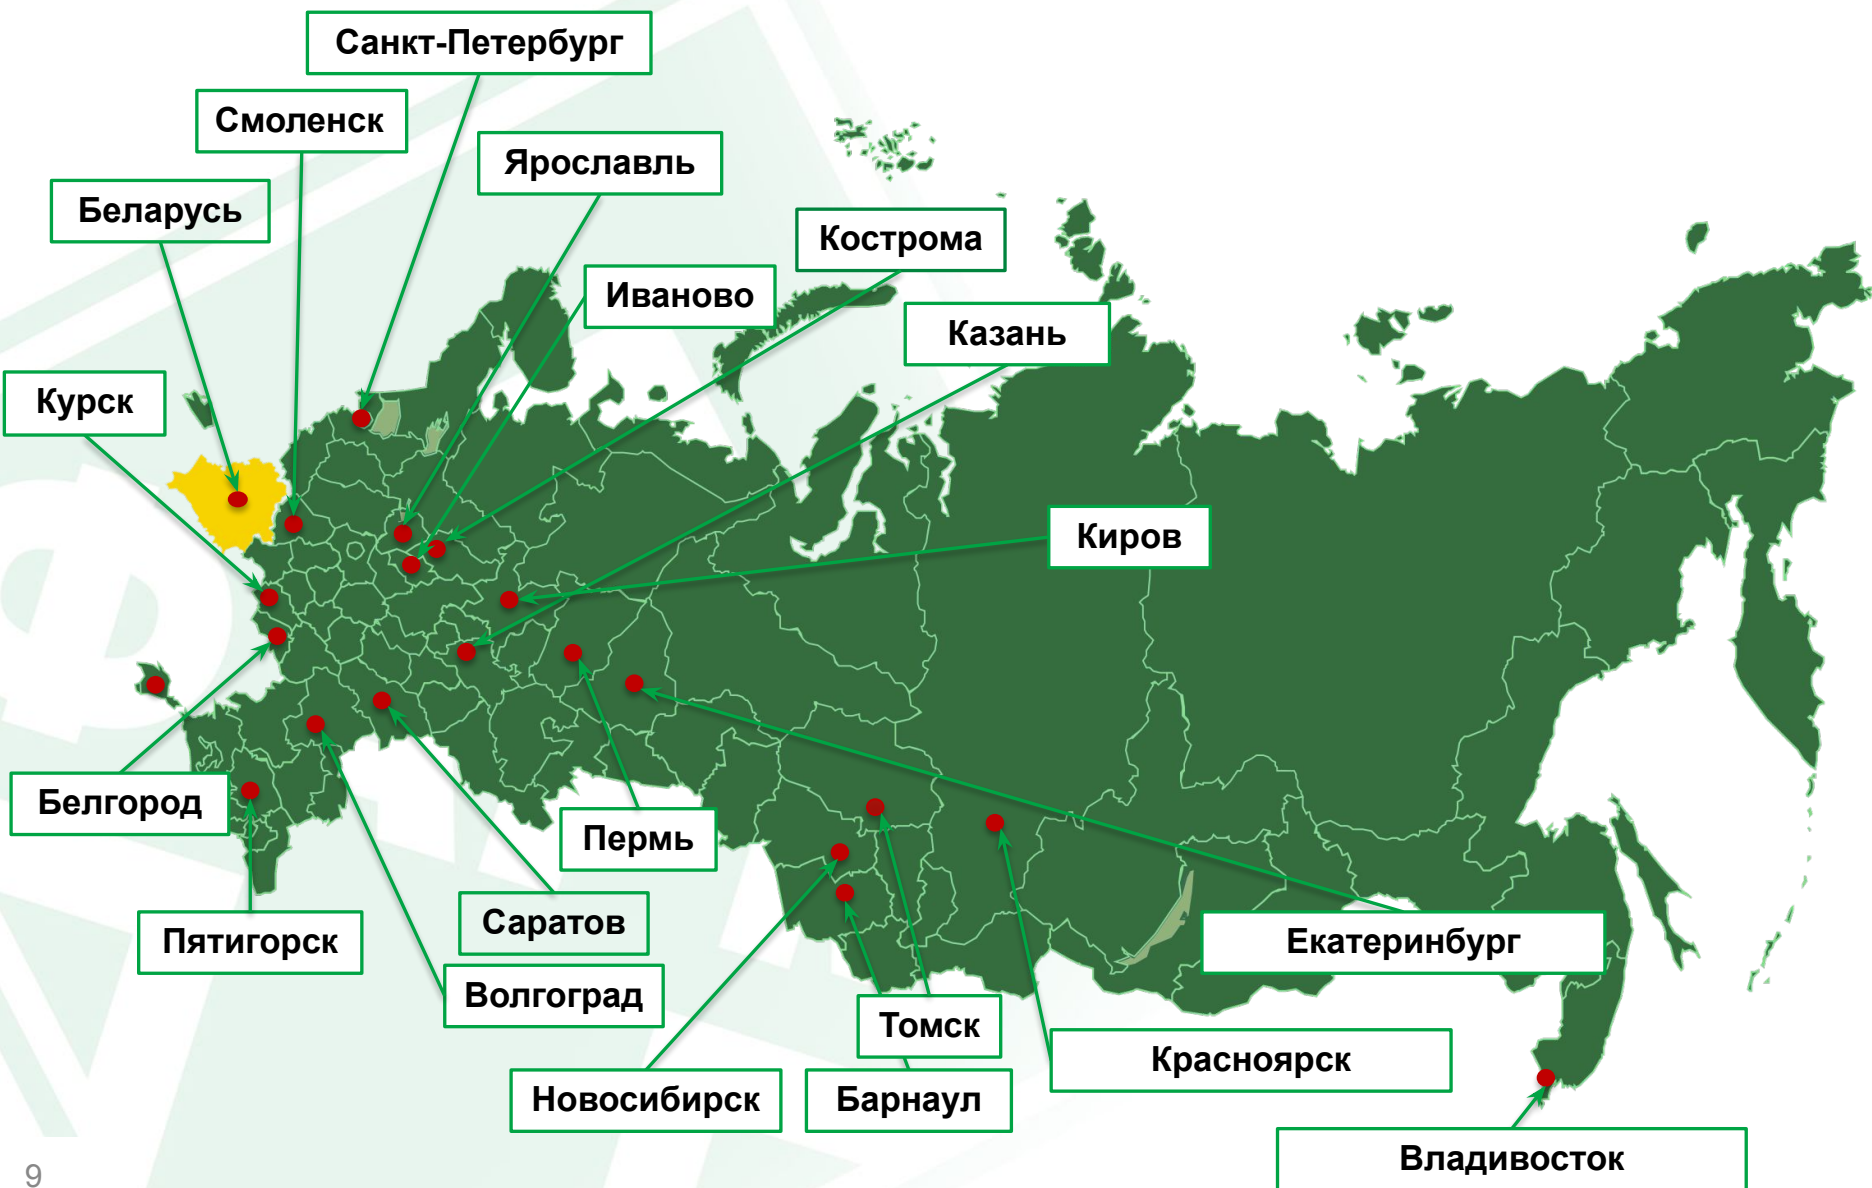 Санкт-Петербург
Смоленск
Ярославль
Беларусь
Кострома
Иваново
Казань
Курск
Киров
Белгород
Пермь
Саратов
Екатеринбург
Пятигорск
Волгоград
Томск
Красноярск
Новосибирск
Барнаул
Владивосток
9